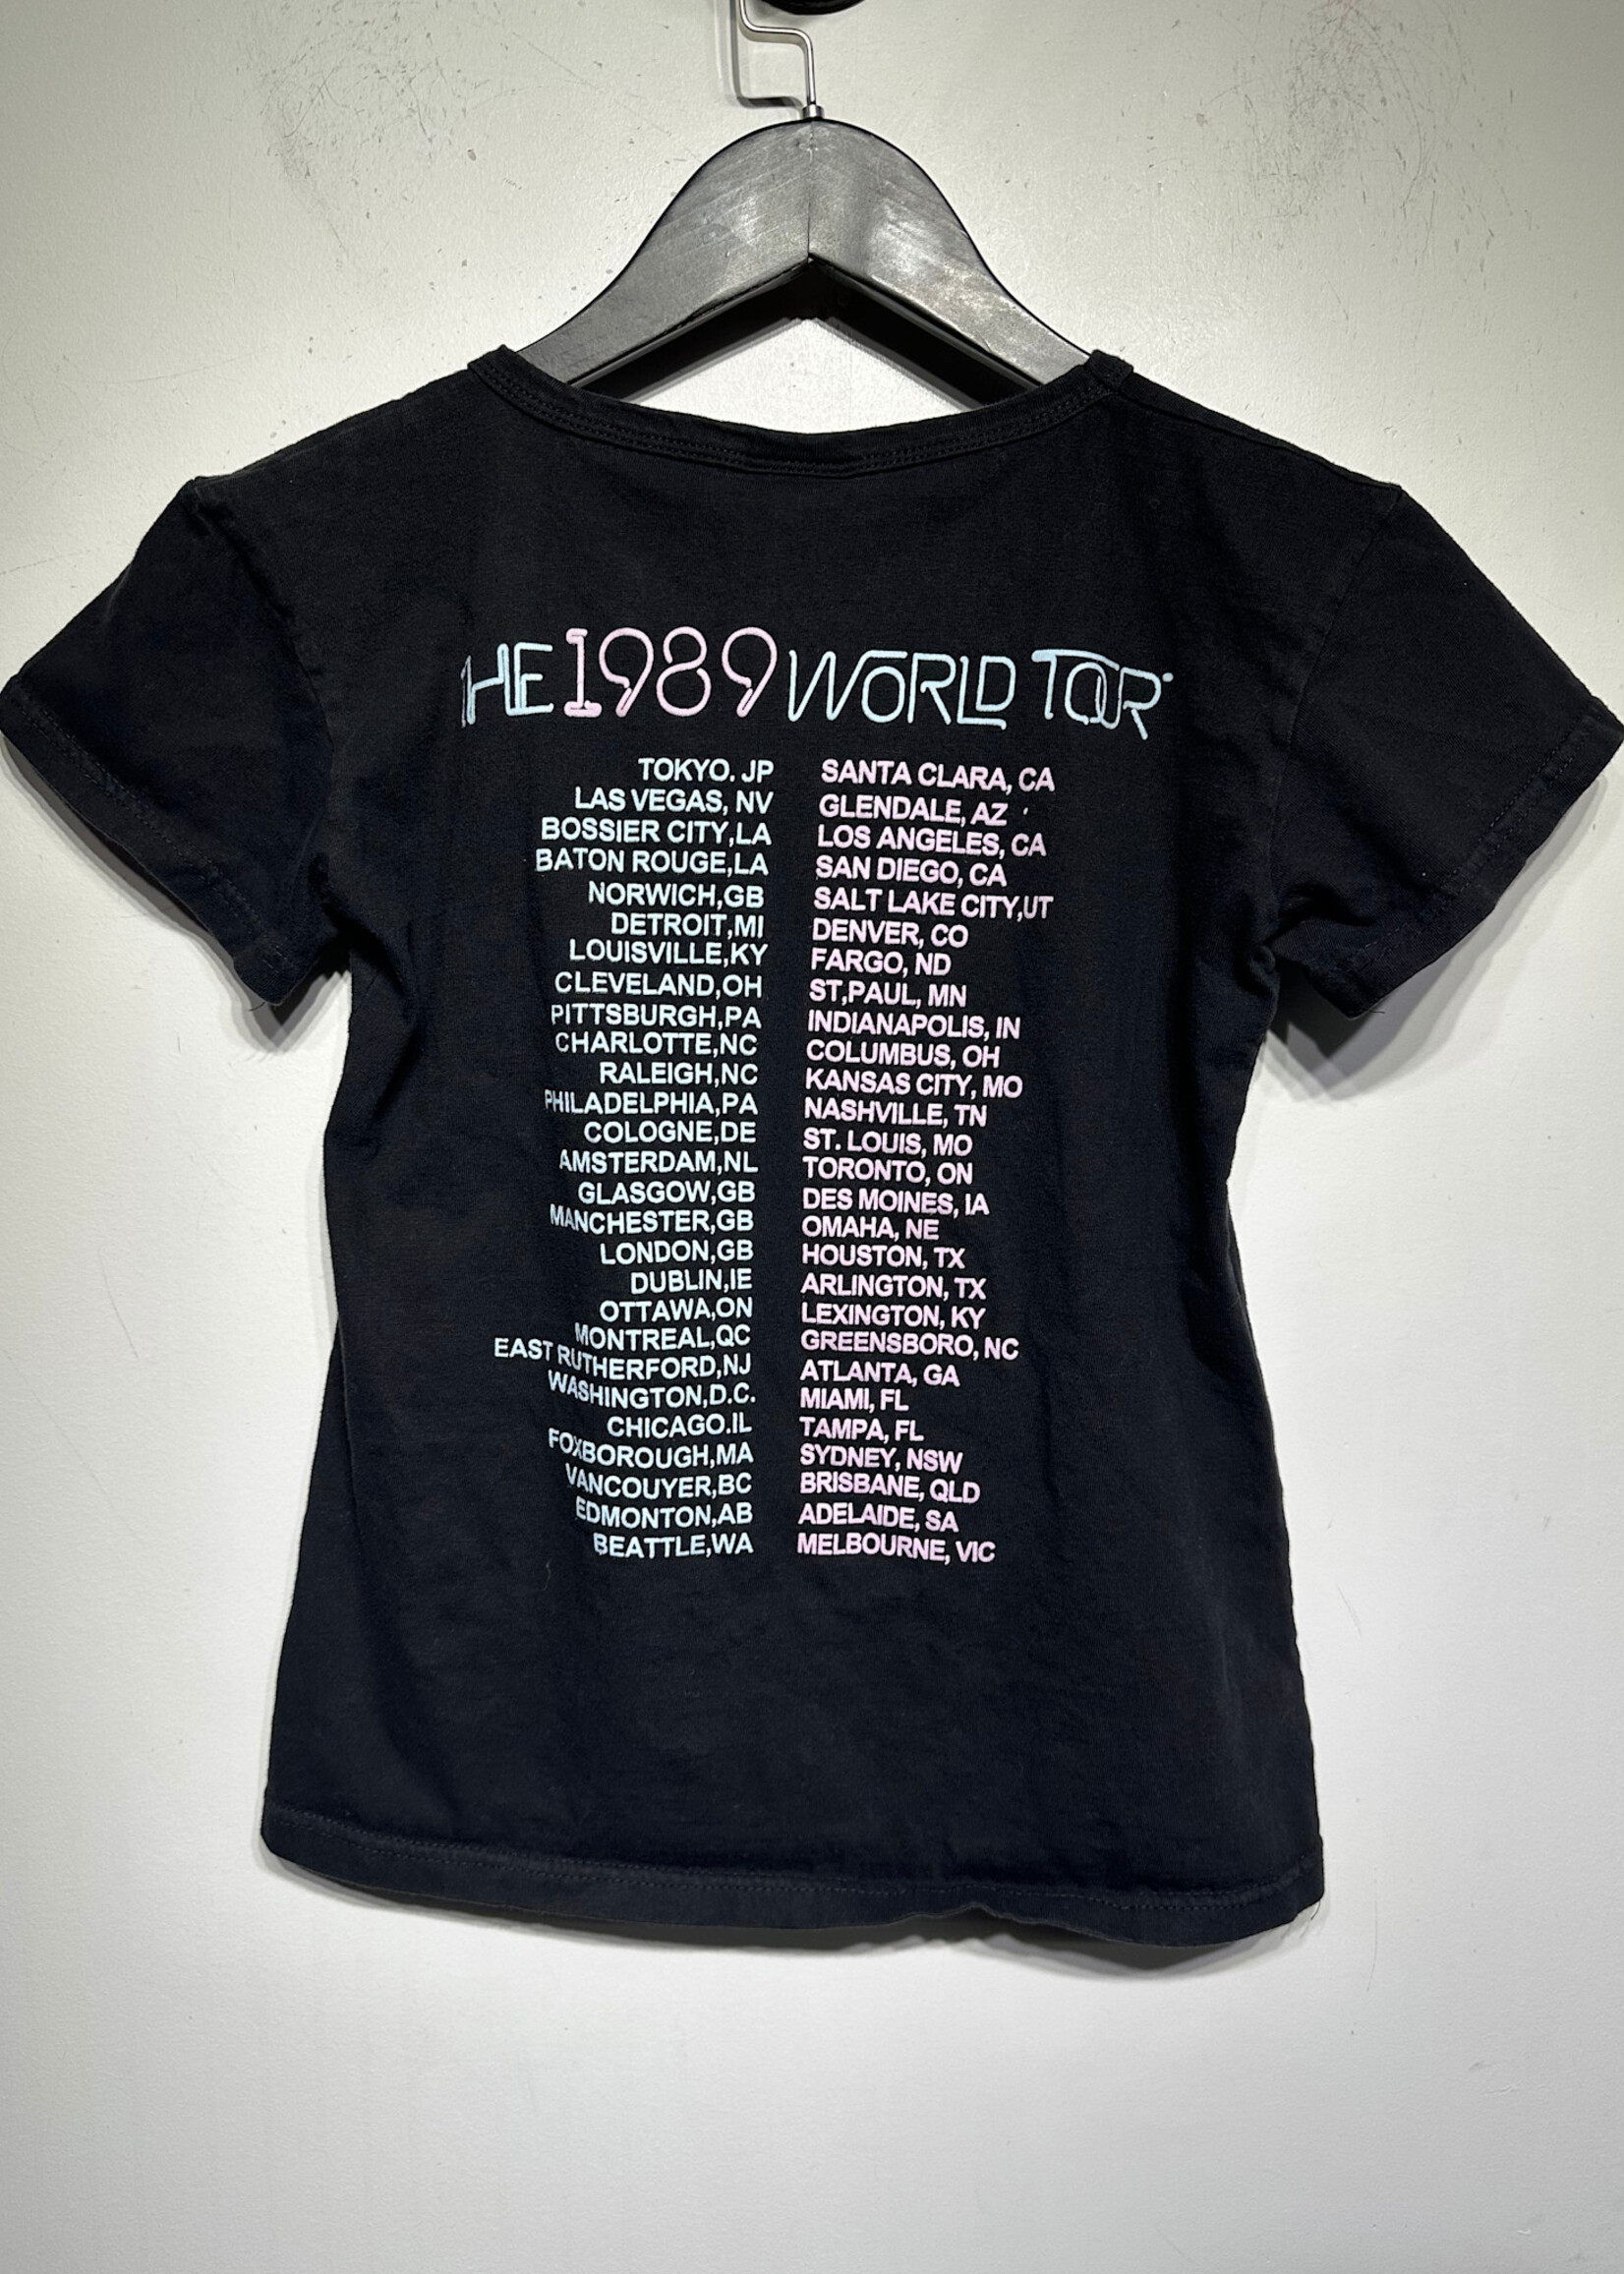 THE 1989 WORLD TOUR
TOKYO. JP
LAS VEGAS, NV
BOSSIER CITY,LA
BATON ROUGE,LA
NORWICH,GB
DETROIT,MI
LOUISVILLE,KY
CLEVELAND,OH
PITTSBURGH,PA
CHARLOTTE,NC
RALEIGH,NC
PHILADELPHIA,PA
COLOGNE,DE
AMSTERDAM,NL
GLASGOW,GB
MANCHESTER,GB
LONDON,GB
DUBLIN,IE
OTTAWA,ON
MONTREAL,QC
EAST RUTHERFORD,NJ
WASHINGTON,D.C.
CHICAGO.IL
FOXBOROUGH,MA
VANCOUYER,BC
EDMONTON,AB
BEATTLE,WA
SANTA CLARA, CA
GLENDALE, AZ
LOS ANGELES, CA
SAN DIEGO, CA
SALT LAKE CITY,UT
DENVER, CO
FARGO, ND
ST,PAUL, MN
INDIANAPOLIS, IN
COLUMBUS, OH
KANSAS CITY, MO
NASHVILLE, TN
ST. LOUIS, MO
TORONTO, ON
DES MOINES, IA
OMAHA, NE
HOUSTON, TX
ARLINGTON, TX
LEXINGTON, KY
GREENSBORO, NC
ATLANTA, GA
MIAMI, FL
TAMPA, FL
SYDNEY, NSW
BRISBANE, QLD
ADELAIDE, SA
MELBOURNE, VIC